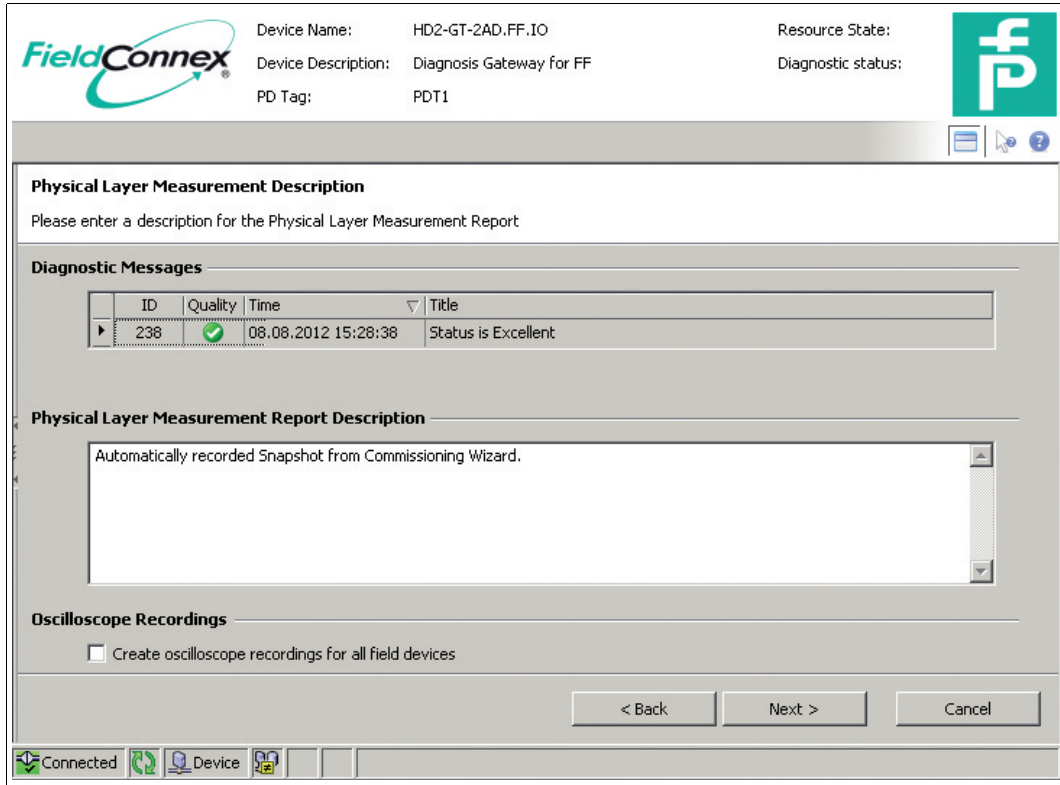 FieldConnex®
Device Name: HD2-GT-2AD.FF.IO Resource State:
Device Description: Diagnosis Gateway for FF Diagnostic status:
PD Tag: PDT1
Physical Layer Measurement Description
Please enter a description for the Physical Layer Measurement Report
Diagnostic Messages
ID Quality Time Title
238 08.08.2012 15:28:38 Status is Excellent
Physical Layer Measurement Report Description
Automatically recorded Snapshot from Commissioning Wizard.
Oscilloscope Recordings
Create oscilloscope recordings for all field devices
< Back Next > Cancel
Connected Device